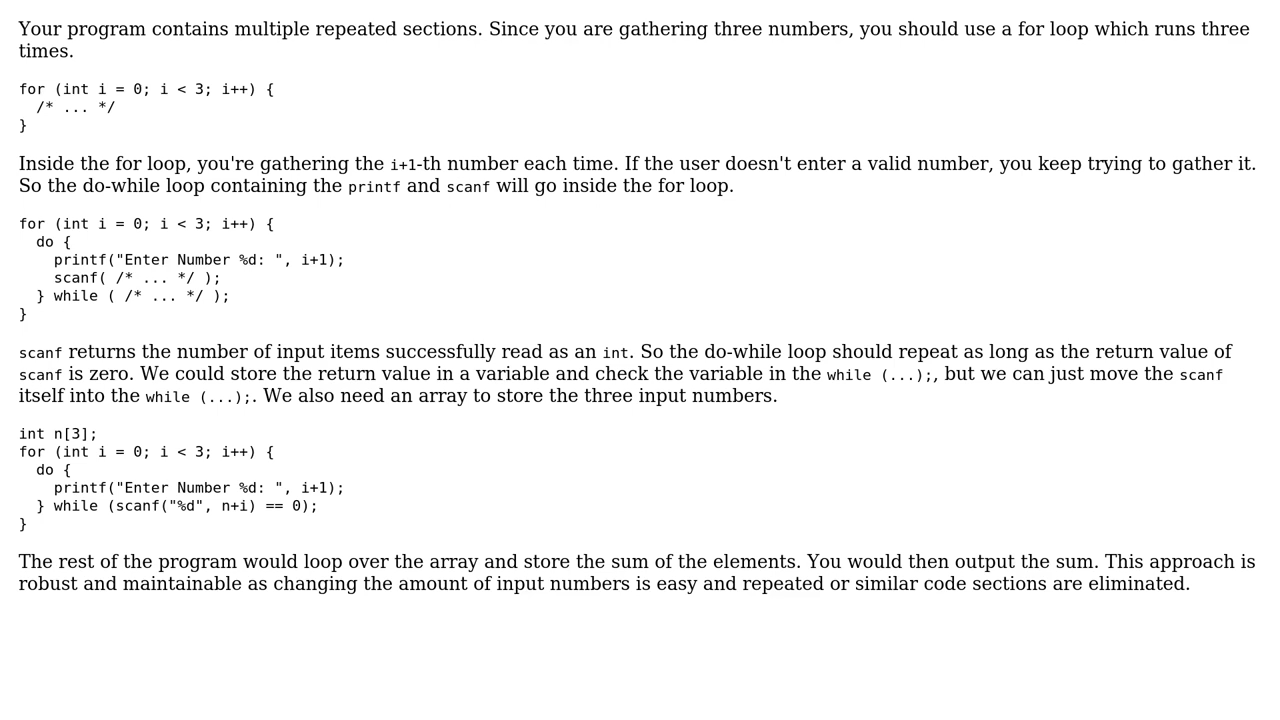 Your program contains multiple repeated sections. Since you are gathering three numbers, you should use a for loop which runs three
times.
for (int i = 0; i < 3; i++) {
  /* ... */
}
Inside the for loop, you're gathering the i+1-th number each time. If the user doesn't enter a valid number, you keep trying to gather it.
So the do-while loop containing the printf and scanf will go inside the for loop.
for (int i = 0; i < 3; i++) {
  do {
    printf("Enter Number %d: ", i+1);
    scanf( /* ... */ );
  } while ( /* ... */ );
}
scanf returns the number of input items successfully read as an int. So the do-while loop should repeat as long as the return value of
scanf is zero. We could store the return value in a variable and check the variable in the while (...);, but we can just move the scanf
itself into the while (...);. We also need an array to store the three input numbers.
int n[3];
for (int i = 0; i < 3; i++) {
  do {
    printf("Enter Number %d: ", i+1);
  } while (scanf("%d", n+i) == 0);
}
The rest of the program would loop over the array and store the sum of the elements. You would then output the sum. This approach is
robust and maintainable as changing the amount of input numbers is easy and repeated or similar code sections are eliminated.